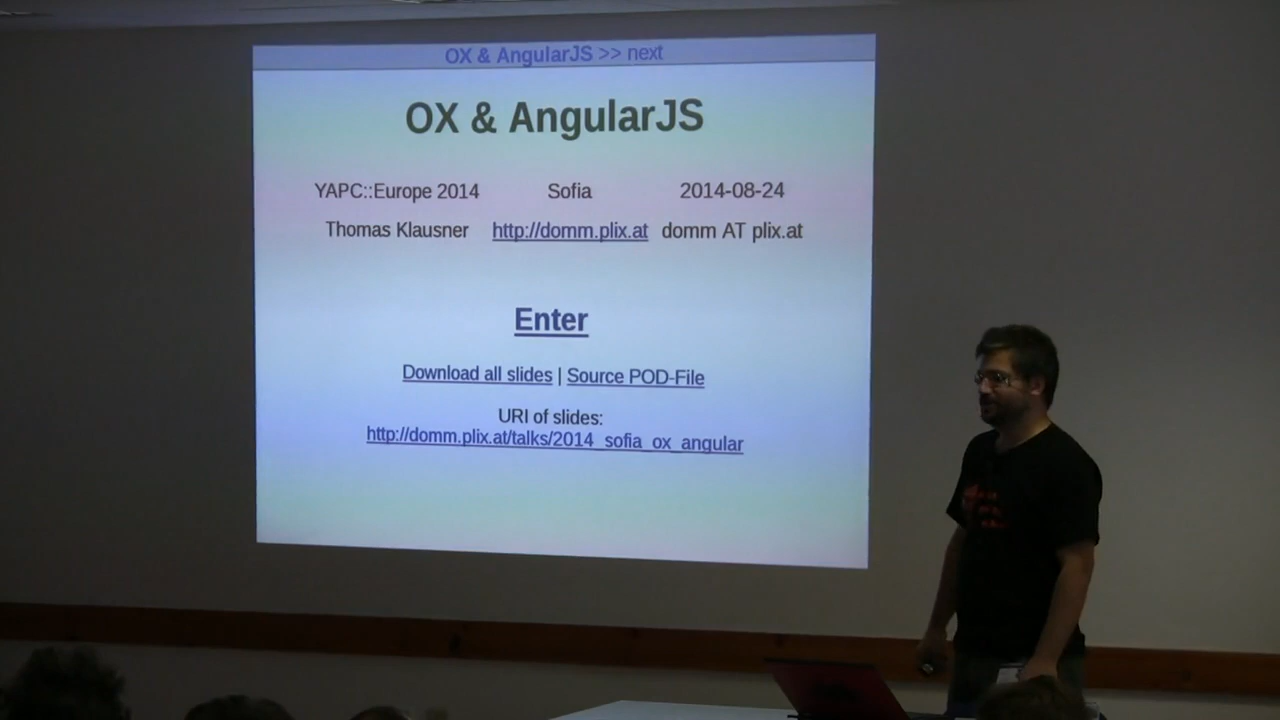 OX & AngularJS >> next
OX & AngularJS
YAPC::Europe 2014 Sofia 2014-08-24
Thomas Klausner http://domm.plix.at domm AT plix.at
Enter
Download all slides | Source POD-File
URI of slides:
http://domm.plix.at/talks/2014_sofia_ox_angular